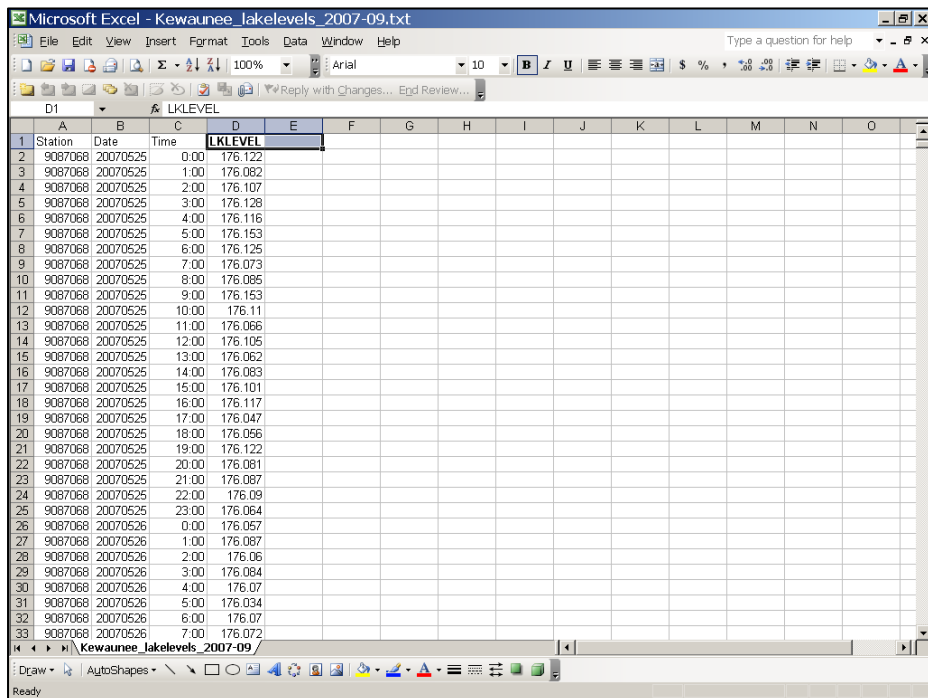 Microsoft Excel - Kewaunee_lakelevels_2007-09.txt
File Edit View Insert Format Tools Data Window Help Type a question for help
Σ 100% Arial 10 B I U $ % ,
Reply with Changes... End Review...
D1 fx LKLEVEL
A B C D E F G H I J K L M N O
1 Station Date Time LKLEVEL
2 9087068 20070525 0:00 176.122
3 9087068 20070525 1:00 176.082
4 9087068 20070525 2:00 176.107
5 9087068 20070525 3:00 176.128
6 9087068 20070525 4:00 176.116
7 9087068 20070525 5:00 176.153
8 9087068 20070525 6:00 176.125
9 9087068 20070525 7:00 176.073
10 9087068 20070525 8:00 176.085
11 9087068 20070525 9:00 176.153
12 9087068 20070525 10:00 176.11
13 9087068 20070525 11:00 176.066
14 9087068 20070525 12:00 176.105
15 9087068 20070525 13:00 176.062
16 9087068 20070525 14:00 176.083
17 9087068 20070525 15:00 176.101
18 9087068 20070525 16:00 176.117
19 9087068 20070525 17:00 176.047
20 9087068 20070525 18:00 176.056
21 9087068 20070525 19:00 176.122
22 9087068 20070525 20:00 176.081
23 9087068 20070525 21:00 176.087
24 9087068 20070525 22:00 176.09
25 9087068 20070525 23:00 176.064
26 9087068 20070526 0:00 176.057
27 9087068 20070526 1:00 176.087
28 9087068 20070526 2:00 176.06
29 9087068 20070526 3:00 176.084
30 9087068 20070526 4:00 176.07
31 9087068 20070526 5:00 176.034
32 9087068 20070526 6:00 176.07
33 9087068 20070526 7:00 176.072
Kewaunee_lakelevels_2007-09
Draw AutoShapes
Ready